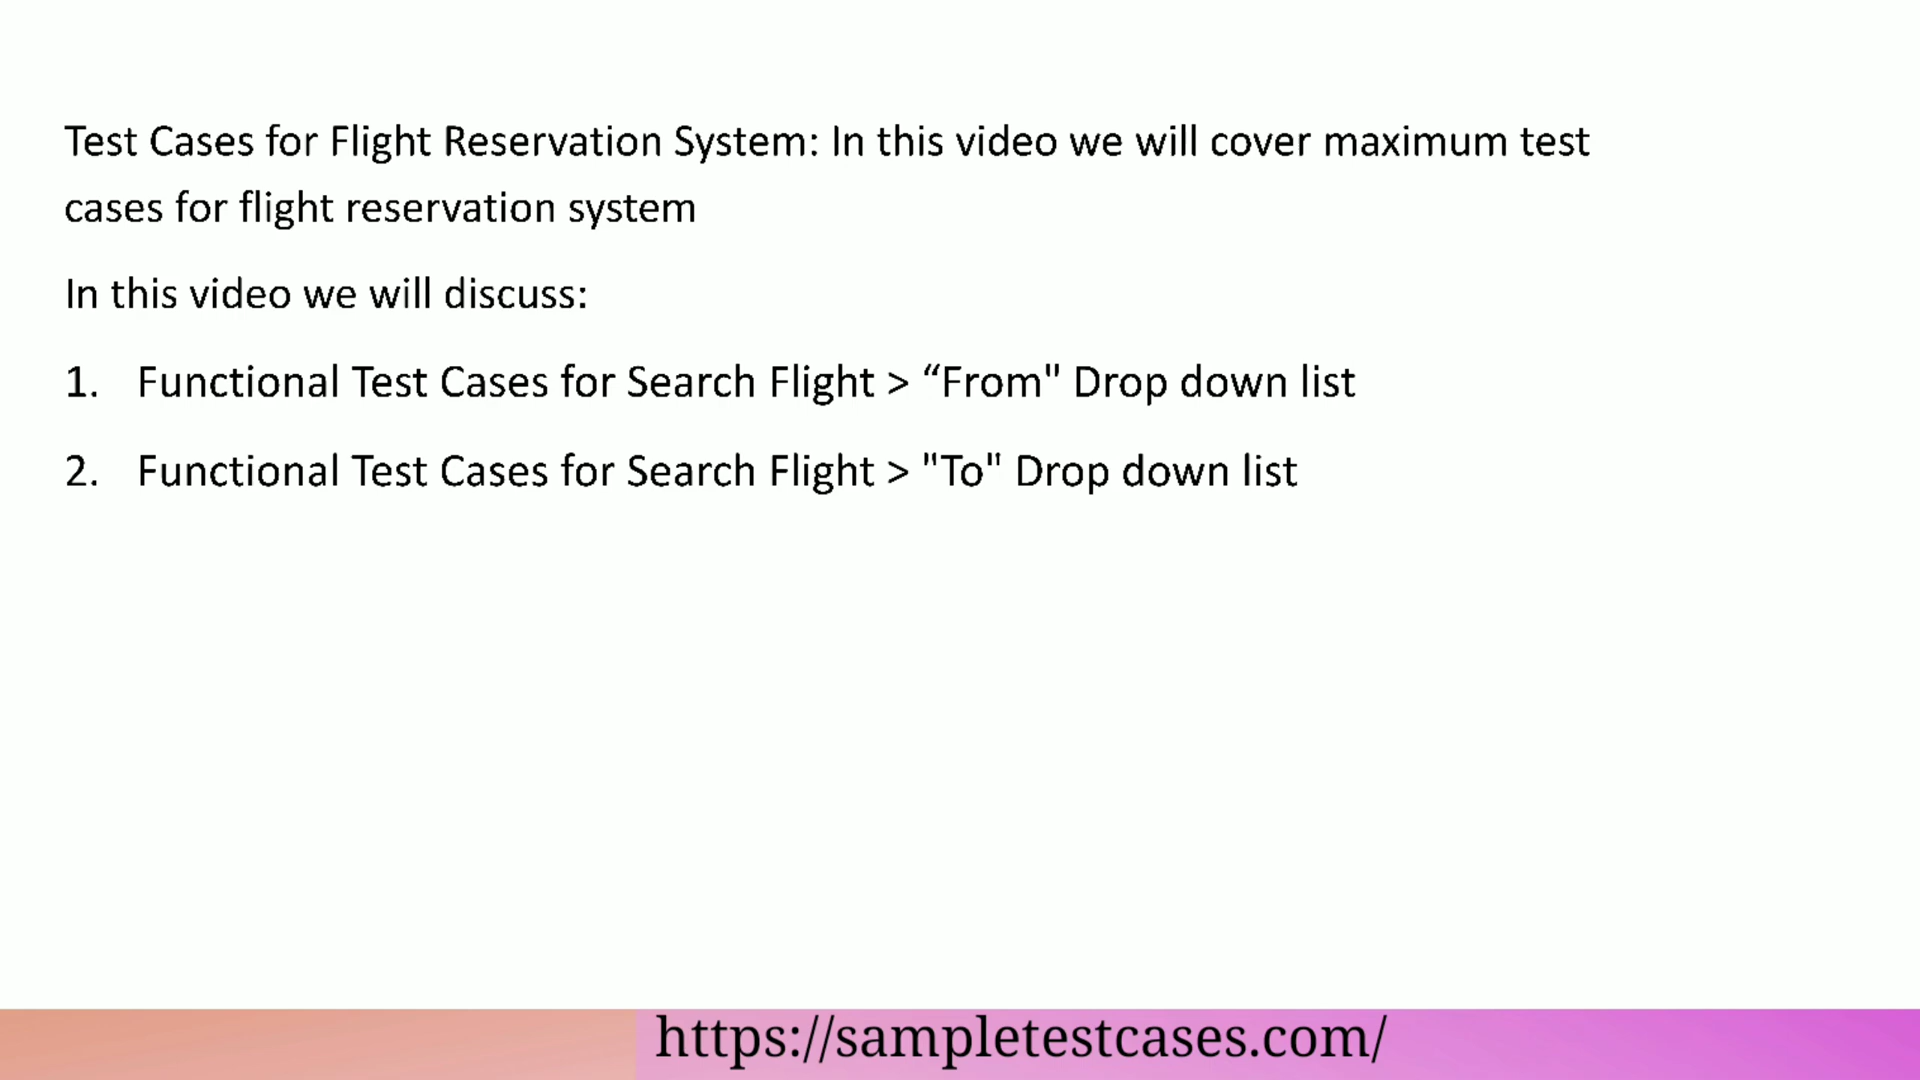 Test Cases for Flight Reservation System: In this video we will cover maximum test
cases for flight reservation system
In this video we will discuss:
1. Functional Test Cases for Search Flight > “From" Drop down list
2. Functional Test Cases for Search Flight > "To" Drop down list
https://sampletestcases.com/